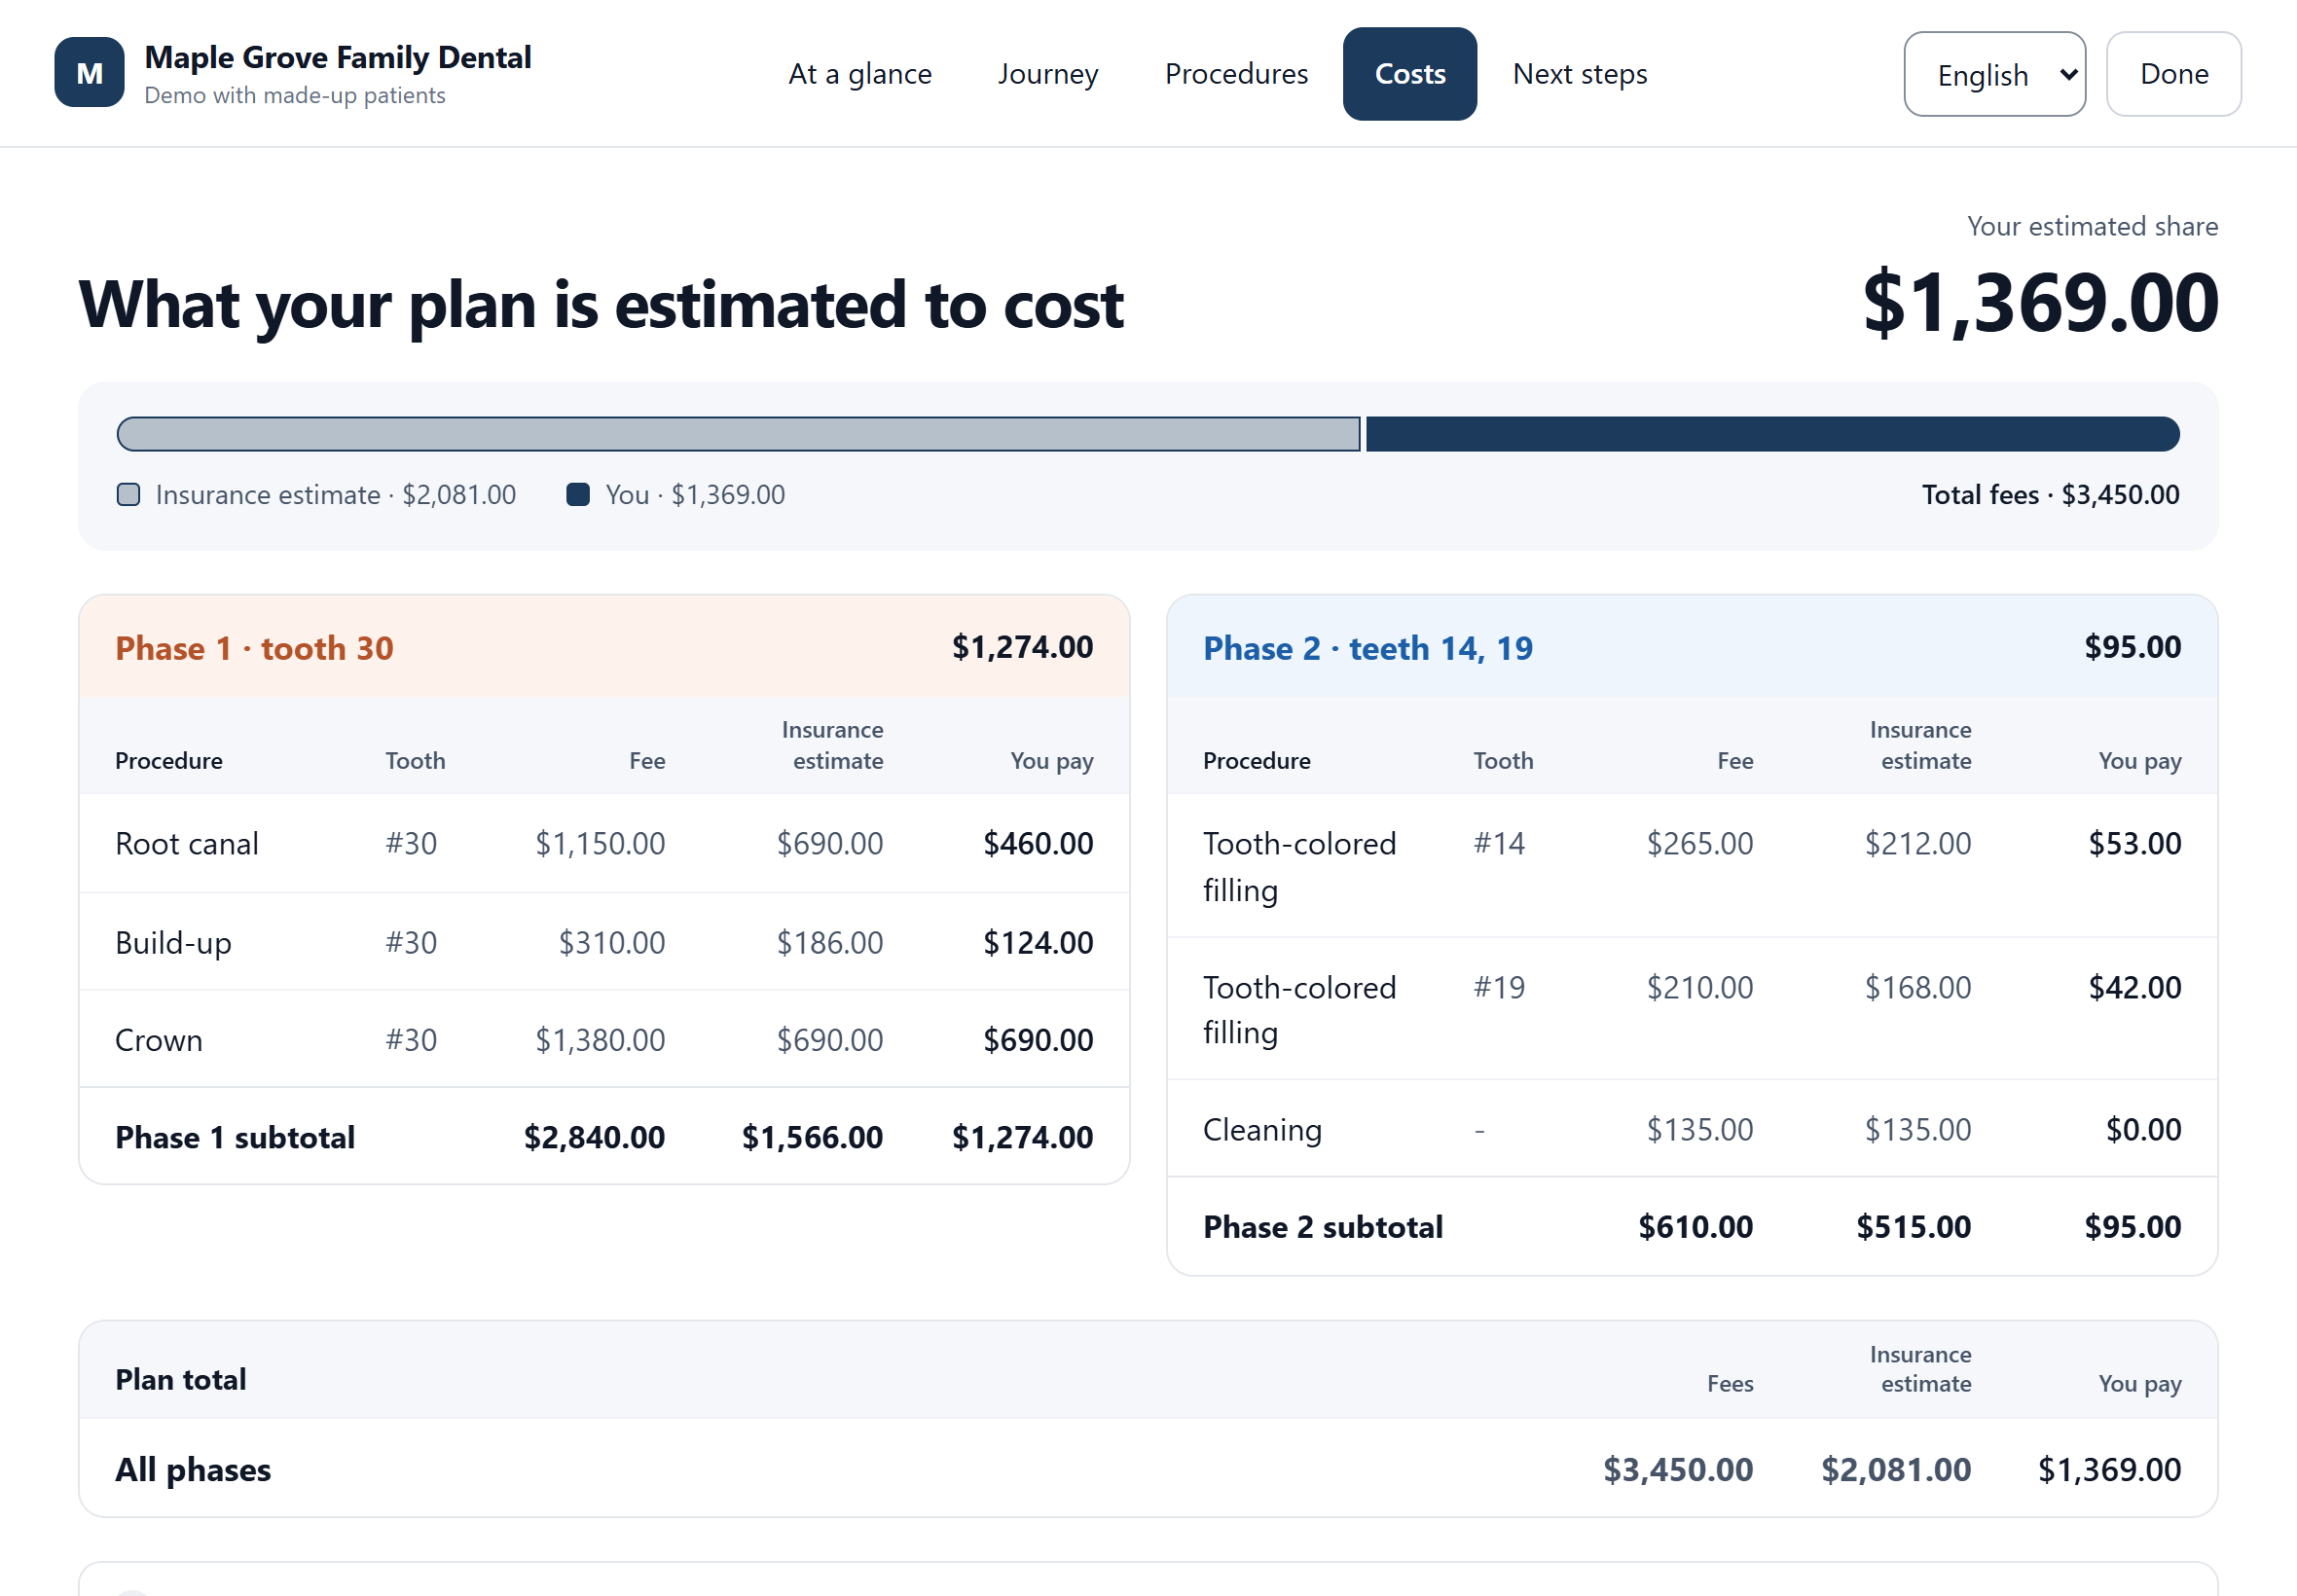 M
Maple Grove Family Dental
Demo with made-up patients
At a glance
Journey
Procedures
Costs
Next steps
English
Done
Your estimated share
What your plan is estimated to cost
$1,369.00
Insurance estimate · $2,081.00
You · $1,369.00
Total fees · $3,450.00
Phase 1 · tooth 30 $1,274.00
Procedure Tooth Fee Insurance estimate You pay
Root canal #30 $1,150.00 $690.00 $460.00
Build-up #30 $310.00 $186.00 $124.00
Crown #30 $1,380.00 $690.00 $690.00
Phase 1 subtotal $2,840.00 $1,566.00 $1,274.00
Phase 2 · teeth 14, 19 $95.00
Procedure Tooth Fee Insurance estimate You pay
Tooth-colored filling #14 $265.00 $212.00 $53.00
Tooth-colored filling #19 $210.00 $168.00 $42.00
Cleaning - $135.00 $135.00 $0.00
Phase 2 subtotal $610.00 $515.00 $95.00
Plan total Fees Insurance estimate You pay
All phases $3,450.00 $2,081.00 $1,369.00